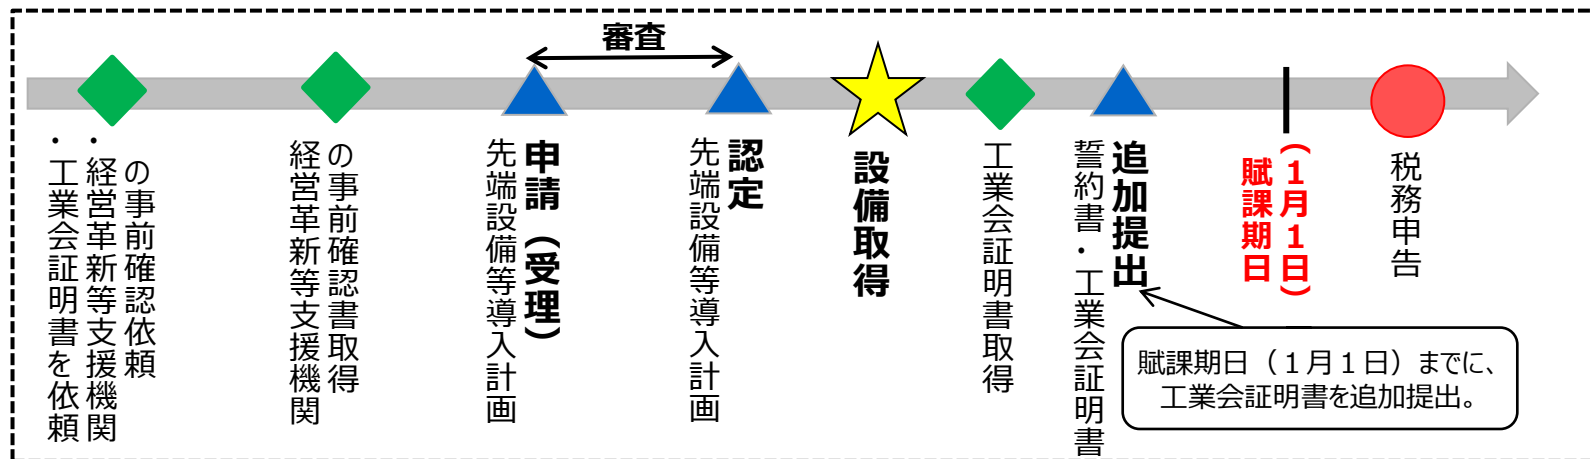 審査
・経営革新等支援機関
の事前確認依頼
・工業会証明書を依頼
経営革新等支援機関
の事前確認書取得
先端設備等導入計画
申請（受理）
先端設備等導入計画
認定
設備取得
工業会証明書取得
誓約書・工業会証明書
追加提出
賦課期日
（１月１日）
税務申告
賦課期日（１月１日）までに、
工業会証明書を追加提出。